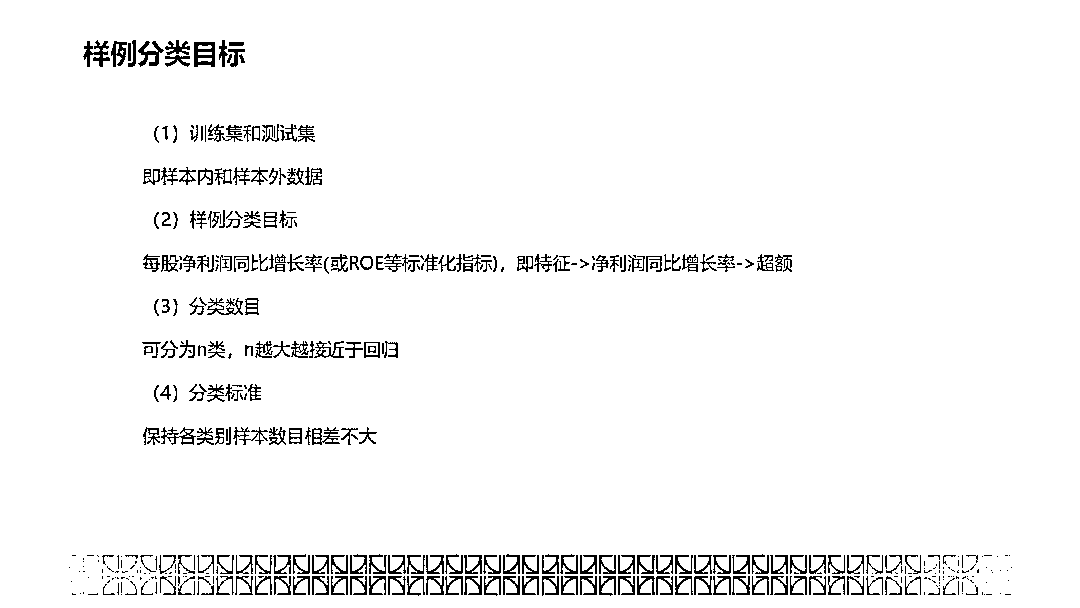 样例分类目标
（1）训练集和测试集
即样本内和样本外数据
（2）样例分类目标
每股净利润同比增长率(或ROE等标准化指标)，即特征->净利润同比增长率->超额
（3）分类数目
可分为n类，n越大越接近于回归
（4）分类标准
保持各类别样本数目相差不大